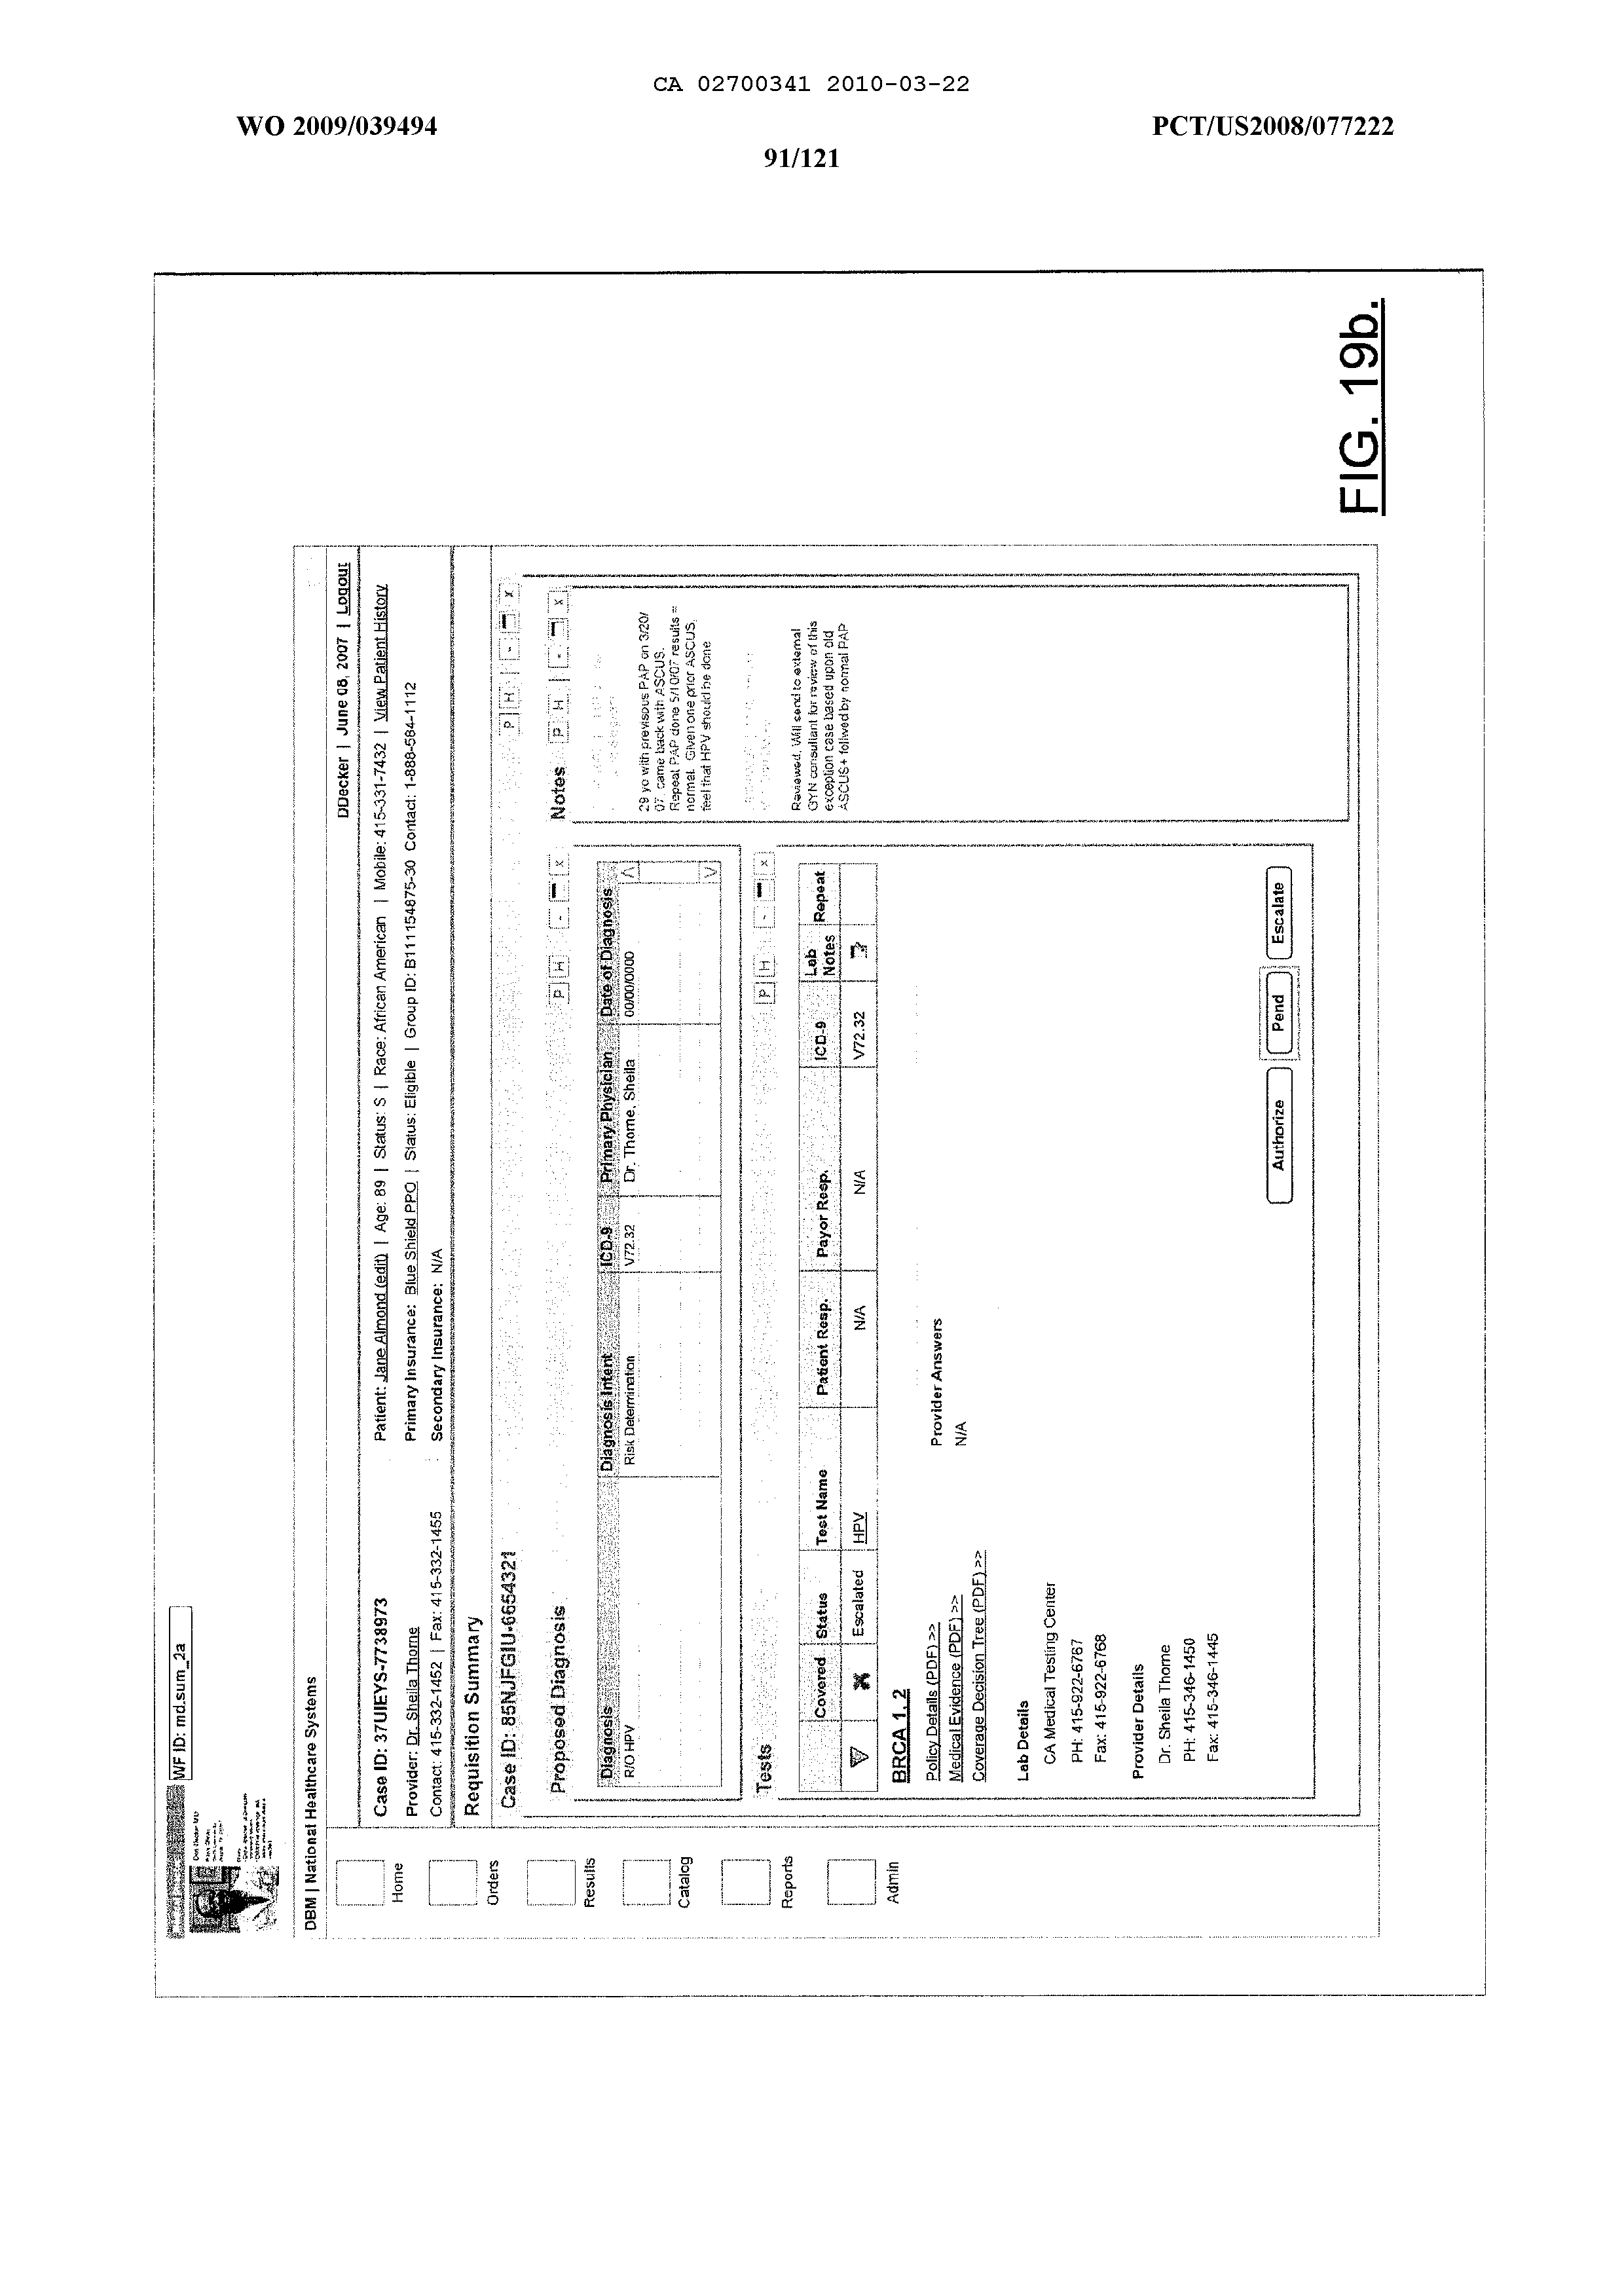 CA 02700341 2010-03-22
WO 2009/039494
PCT/US2008/077222
91/121
WF ID: md.sum_2a
DBM | National Healthcare Systems
DDecker | June 08, 2007 | Logout
Case ID: 37UIEYS-7738973
Patient: Jane Almond (edit) | Age: 89 | Status: S | Race: African American | Mobile: 415-331-7432 | View Patient History
Provider: Dr. Sheila Thorne
Primary Insurance: Blue Shield PPO | Status: Eligible | Group ID: B111154875-30 Contact: 1-888-584-1112
Contact: 415-332-1452 | Fax: 415-332-1455
Secondary Insurance: N/A
Home
Orders
Results
Catalog
Reports
Admin
Requisition Summary
Case ID: 85NJFGIU-6654321
P H - x
Proposed Diagnosis
P H - x
Diagnosis Diagnosis Intent ICD-9 Primary Physician Date of Diagnosis
R/O HPV Risk Determination V72.32 Dr. Thorne, Sheila 00/00/0000
Tests
P H - x
Covered Status Test Name Patient Resp. Payor Resp. ICD-9 Lab Notes Repeat
Escalated HPV N/A N/A V72.32
BRCA 1, 2
Policy Details (PDF) >>
Medical Evidence (PDF) >>
Coverage Decision Tree (PDF) >>
Provider Answers
N/A
Lab Details
CA Medical Testing Center
PH: 415-922-6767
Fax: 415-922-6768
Provider Details
Dr. Sheila Thorne
PH: 415-346-1450
Fax: 415-346-1445
Authorize Pend Escalate
Notes
P H - x
29 yo with previsous PAP on 3/20/
07 came back with ASCUS.
Repeat PAP done 5/10/07 results =
normal. Given one prior ASCUS,
feel that HPV should be done
Reviewed. Will send to external
GYN consultant for review of this
exception case based upon old
ASCUS+ follwed by normal PAP
FIG. 19b.